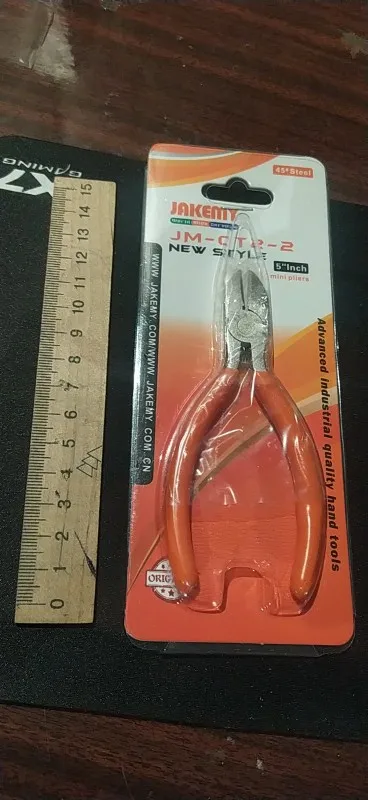 X7
GAMING
0 1 2 3 4 5 6 7 8 9 10 11 12 13 14 15
45#Steel
JAKEMY
JM-CT2-2
NEW STYLE
5"Inch
mini pliers
WWW.JAKEMY.COM/WWW.JAKEMY.COM.CN
Advanced industrial quality hand tools